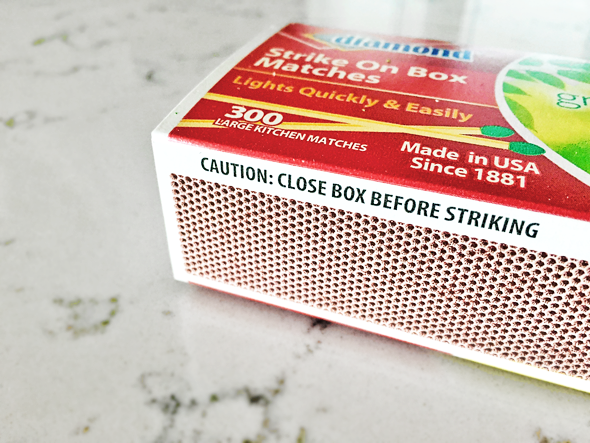 diamond
Strike On Box
Matches
Lights Quickly & Easily
300
LARGE KITCHEN MATCHES
Made in USA
Since 1881
CAUTION: CLOSE BOX BEFORE STRIKING